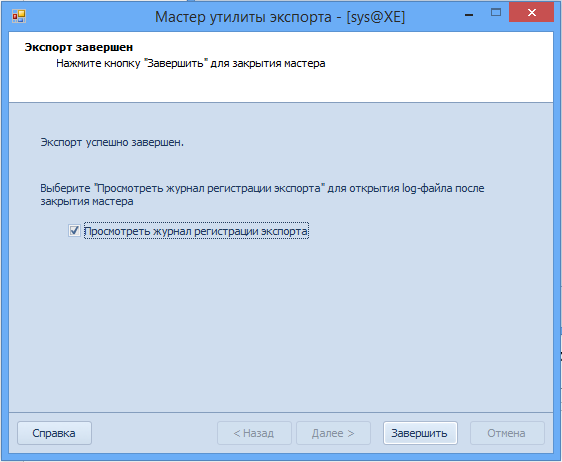 Мастер утилиты экспорта - [sys@XE]
Экспорт завершен
Нажмите кнопку "Завершить" для закрытия мастера
Экспорт успешно завершен.
Выберите "Просмотреть журнал регистрации экспорта" для открытия log-файла после
закрытия мастера
Просмотреть журнал регистрации экспорта
Справка
< Назад
Далее >
Завершить
Отмена